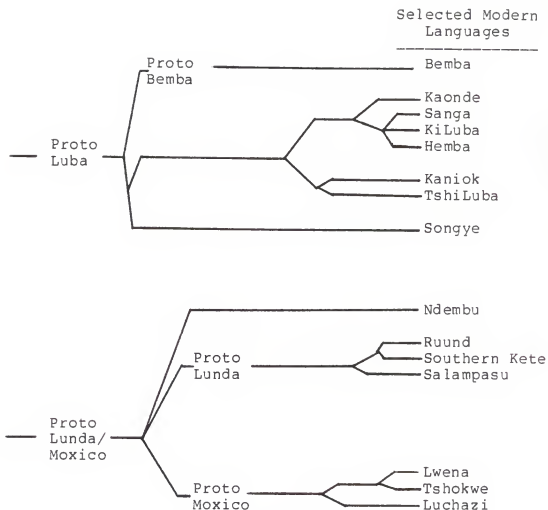 Selected Modern
Languages
Proto
Bemba
Bemba
Kaonde
Sanga
KiLuba
Hemba
Proto
Luba
Kaniok
TshiLuba
Songye
Ndembu
Ruund
Southern Kete
Salampasu
Proto
Lunda
Proto
Lunda/
Moxico
Lwena
Tshokwe
Luchazi
Proto
Moxico